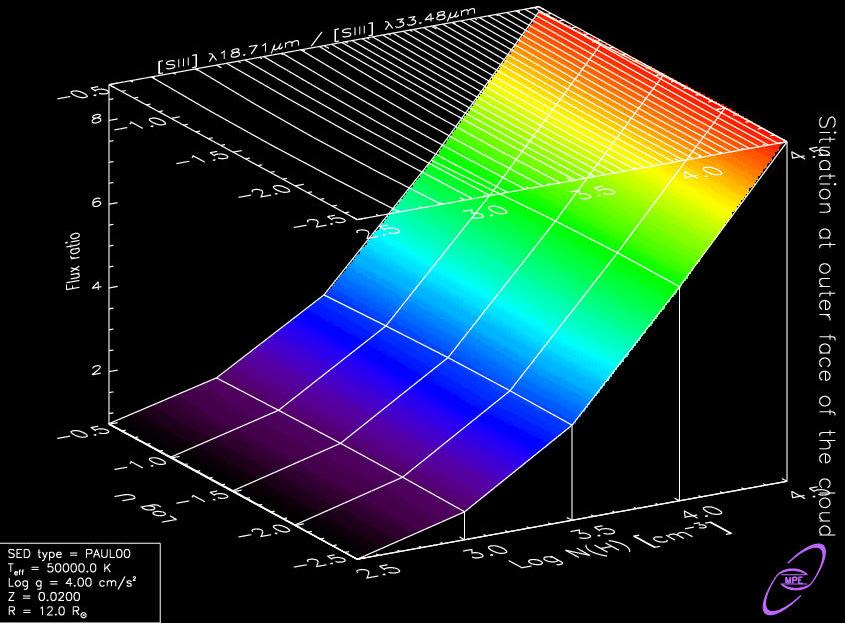 [SIII] λ18.71μm / [SIII] λ33.48μm
−0.5
−1.0
−1.5
−2.0
−2.5
2.5
3.0
3.5
4.0
8
6
4
2
Flux ratio
−0.5
−1.0
−1.5
−2.0
−2.5
Log U
2.5
3.0
3.5
4.0
Log N(H) [cm⁻³]
Situation at outer face of the cloud
SED type = PAUL00
T_eff = 50000.0 K
Log g = 4.00 cm/s²
Z = 0.0200
R = 12.0 R⊙
MPE